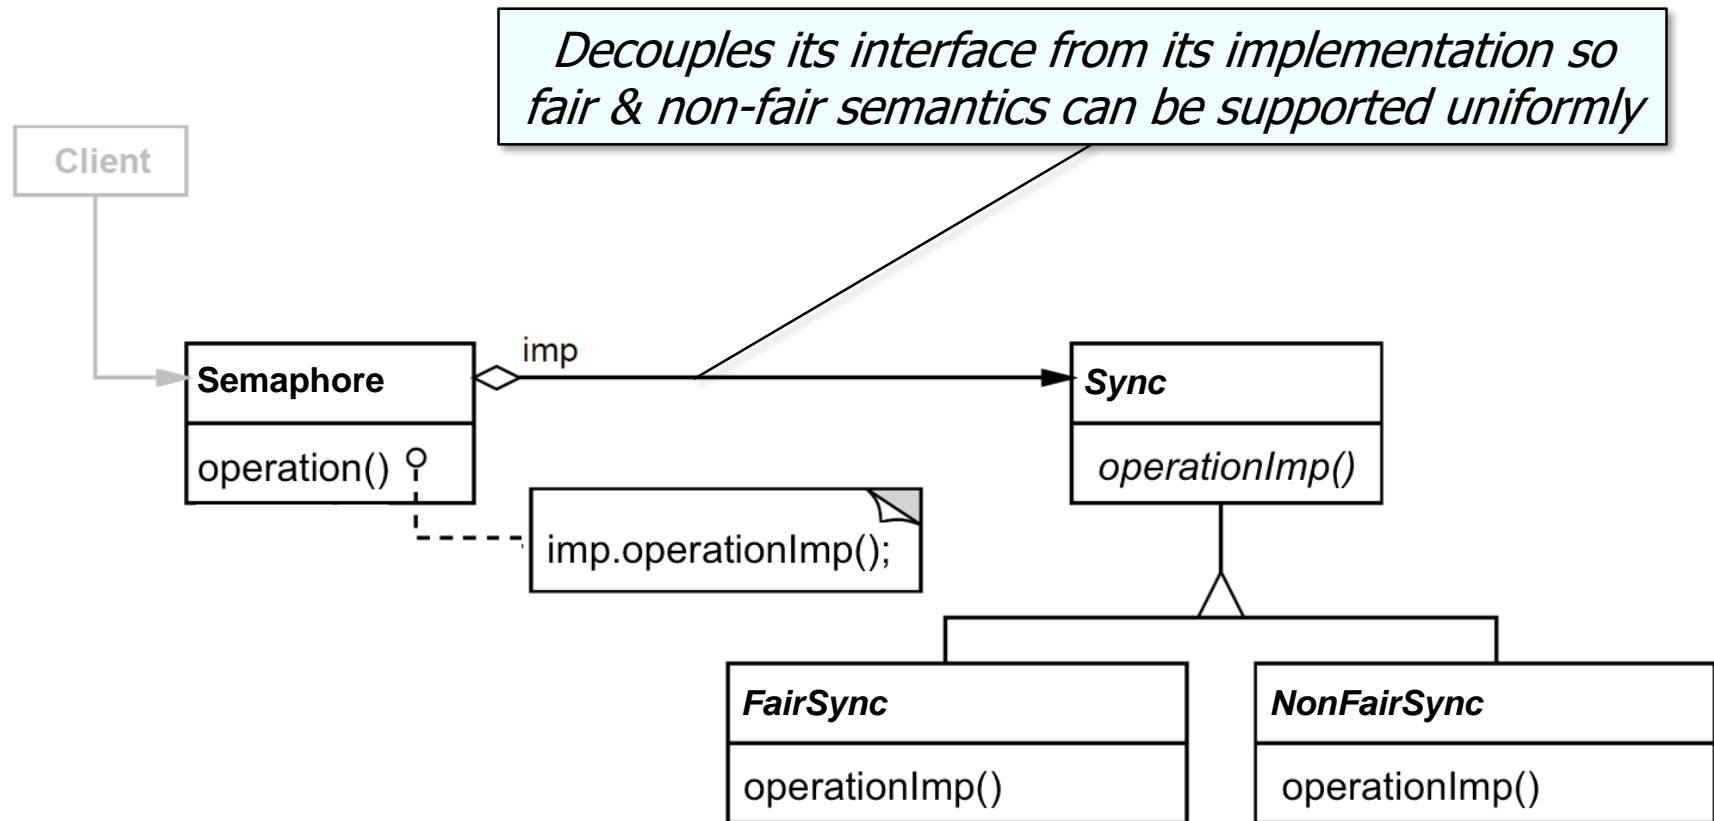 Decouples its interface from its implementation so
fair & non-fair semantics can be supported uniformly
Client
imp
Semaphore
Sync
operation()
operationImp()
imp.operationImp();
FairSync
NonFairSync
operationImp()
operationImp()